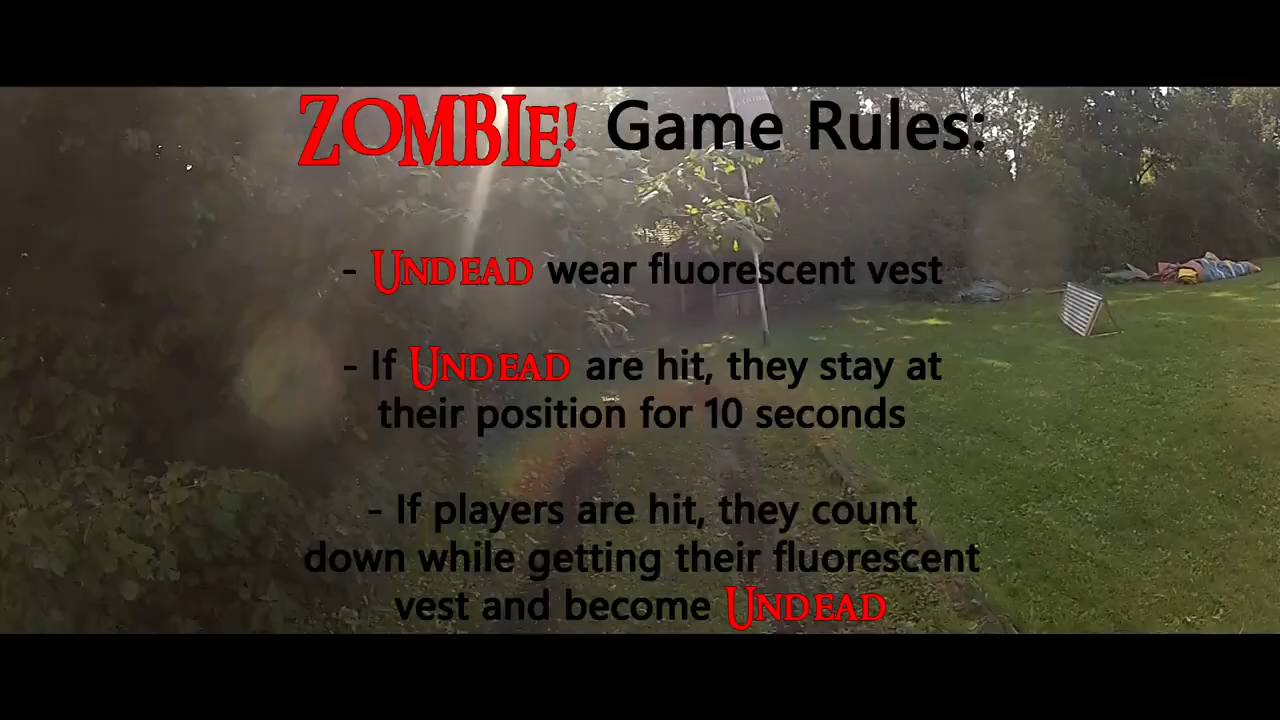 ZOMBIE! Game Rules:
- UNDEAD wear fluorescent vest
- If UNDEAD are hit, they stay at
their position for 10 seconds
- If players are hit, they count
down while getting their fluorescent
vest and become UNDEAD